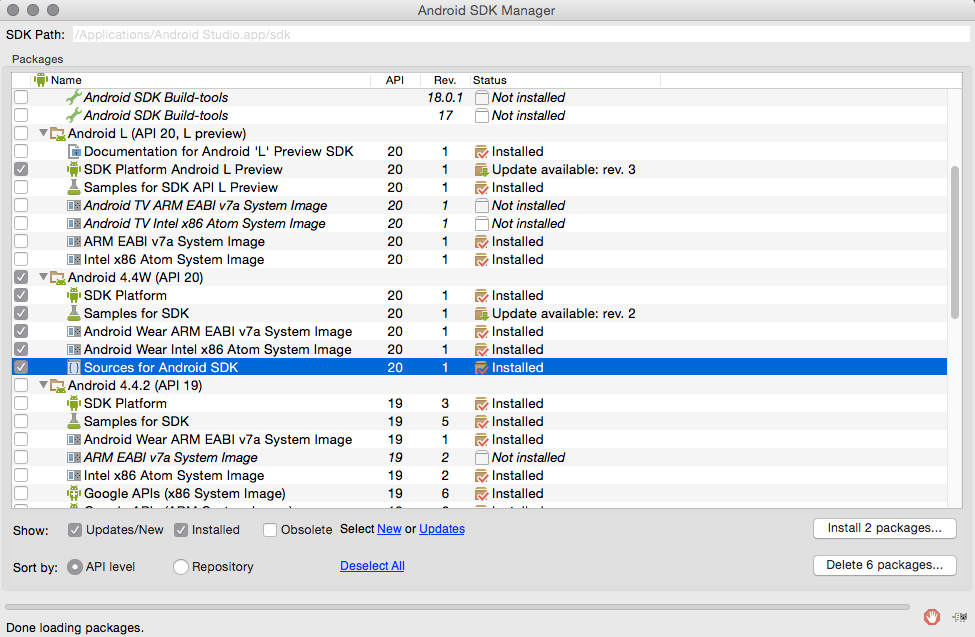 Android SDK Manager
SDK Path: /Applications/Android Studio.app/sdk
Packages
Name API Rev. Status
Android SDK Build-tools 18.0.1 Not installed
Android SDK Build-tools 17 Not installed
Android L (API 20, L preview)
Documentation for Android 'L' Preview SDK 20 1 Installed
SDK Platform Android L Preview 20 1 Update available: rev. 3
Samples for SDK API L Preview 20 1 Installed
Android TV ARM EABI v7a System Image 20 1 Not installed
Android TV Intel x86 Atom System Image 20 1 Not installed
ARM EABI v7a System Image 20 1 Installed
Intel x86 Atom System Image 20 1 Installed
Android 4.4W (API 20)
SDK Platform 20 1 Installed
Samples for SDK 20 1 Update available: rev. 2
Android Wear ARM EABI v7a System Image 20 1 Installed
Android Wear Intel x86 Atom System Image 20 1 Installed
Sources for Android SDK 20 1 Installed
Android 4.4.2 (API 19)
SDK Platform 19 3 Installed
Samples for SDK 19 5 Installed
Android Wear ARM EABI v7a System Image 19 1 Installed
ARM EABI v7a System Image 19 2 Not installed
Intel x86 Atom System Image 19 2 Installed
Google APIs (x86 System Image) 19 6 Installed
Show: Updates/New Installed Obsolete Select New or Updates Install 2 packages...
Sort by: API level Repository Deselect All Delete 6 packages...
Done loading packages.